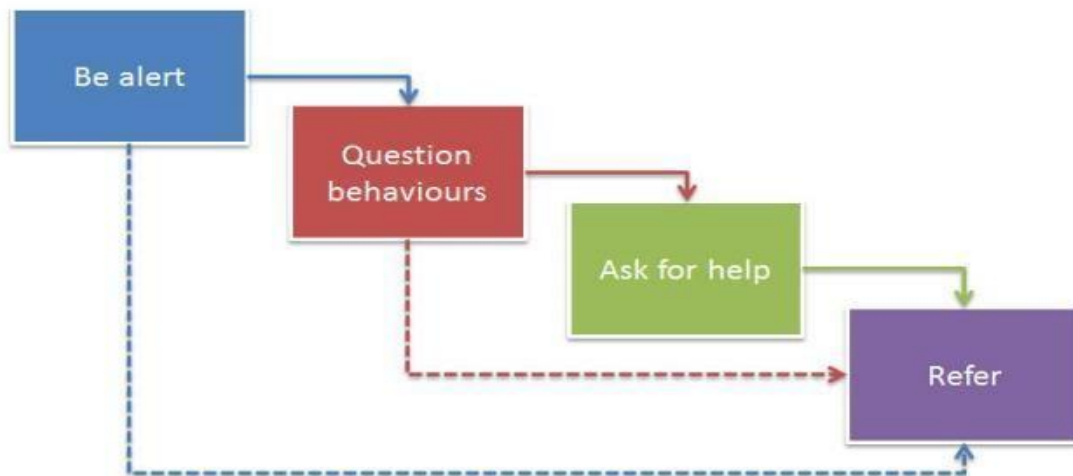 Be alert
Question
behaviours
Ask for help
Refer